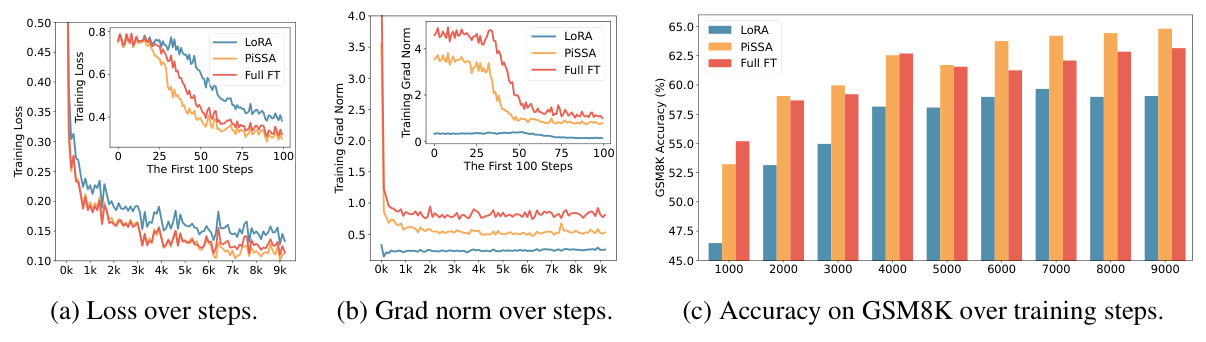 0.50
0.45
0.40
0.35
0.30
0.25
0.20
0.15
0.10
Training Loss
0k 1k 2k 3k 4k 5k 6k 7k 8k 9k
0.8
0.6
0.4
Training Loss
0 25 50 75 100
The First 100 Steps
LoRA
PiSSA
Full FT
(a) Loss over steps.
4.0
3.5
3.0
2.5
2.0
1.5
1.0
0.5
Training Grad Norm
0k 1k 2k 3k 4k 5k 6k 7k 8k 9k
4
2
0
Training Grad Norm
0 25 50 75 100
The First 100 Steps
LoRA
PiSSA
Full FT
(b) Grad norm over steps.
65.0
62.5
60.0
57.5
55.0
52.5
50.0
47.5
45.0
GSM8K Accuracy (%)
LoRA
PiSSA
Full FT
1000 2000 3000 4000 5000 6000 7000 8000 9000
(c) Accuracy on GSM8K over training steps.